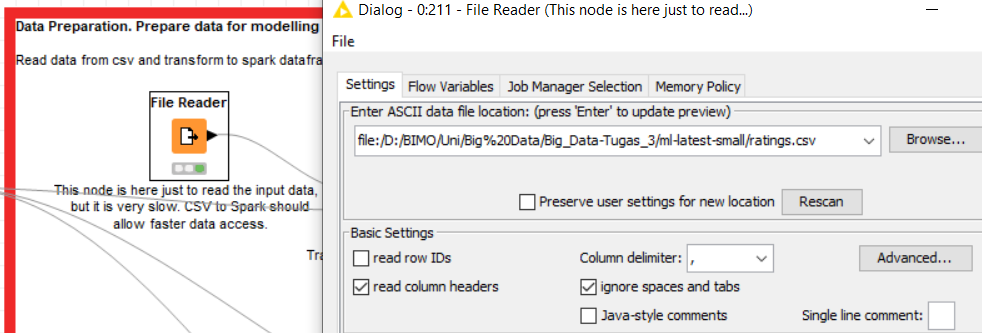 Data Preparation. Prepare data for modelling
Read data from csv and transform to spark datafra
File Reader
This node is here just to read the input data,
but it is very slow. CSV to Spark should
allow faster data access.
Tra
Dialog - 0:211 - File Reader (This node is here just to read...)
File
Settings Flow Variables Job Manager Selection Memory Policy
Enter ASCII data file location: (press 'Enter' to update preview)
file:/D:/BIMO/Uni/Big%20Data/Big_Data-Tugas_3/ml-latest-small/ratings.csv Browse...
Preserve user settings for new location Rescan
Basic Settings
read row IDs Column delimiter: , Advanced...
read column headers ignore spaces and tabs
Java-style comments Single line comment: